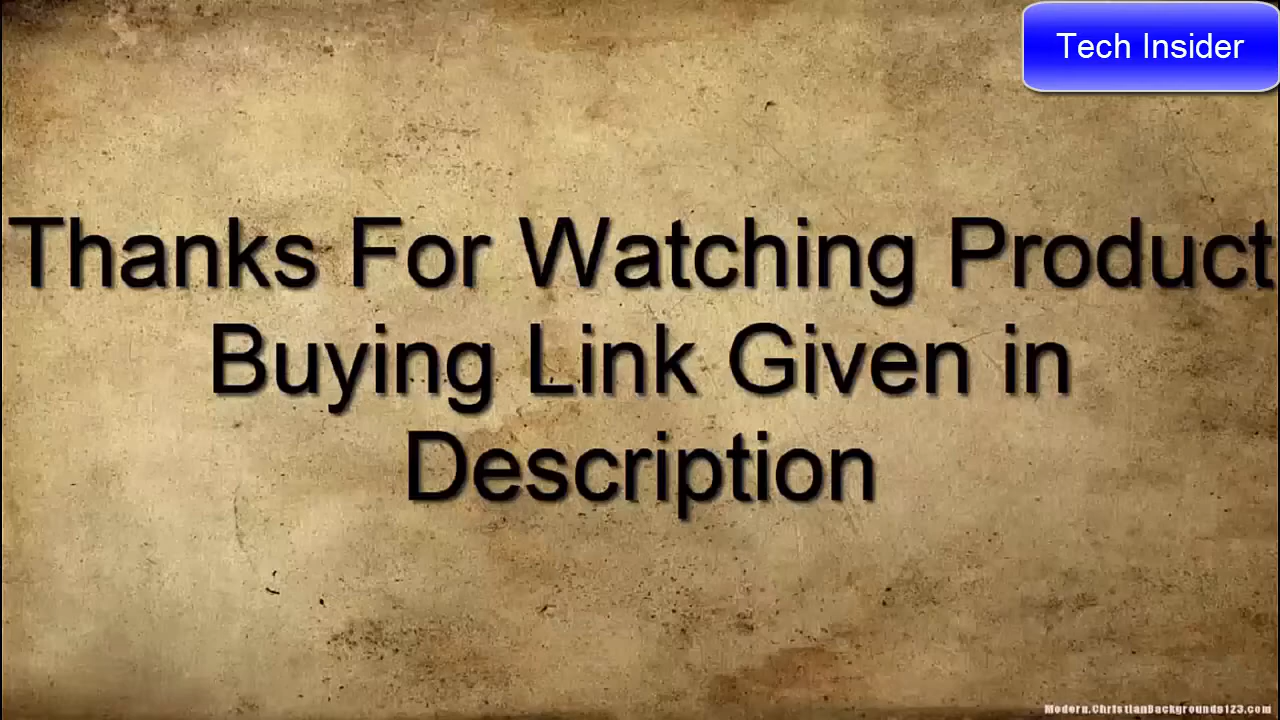 Tech Insider
Thanks For Watching Product
Buying Link Given in
Description
Modern.ChristianBackgrounds123.com